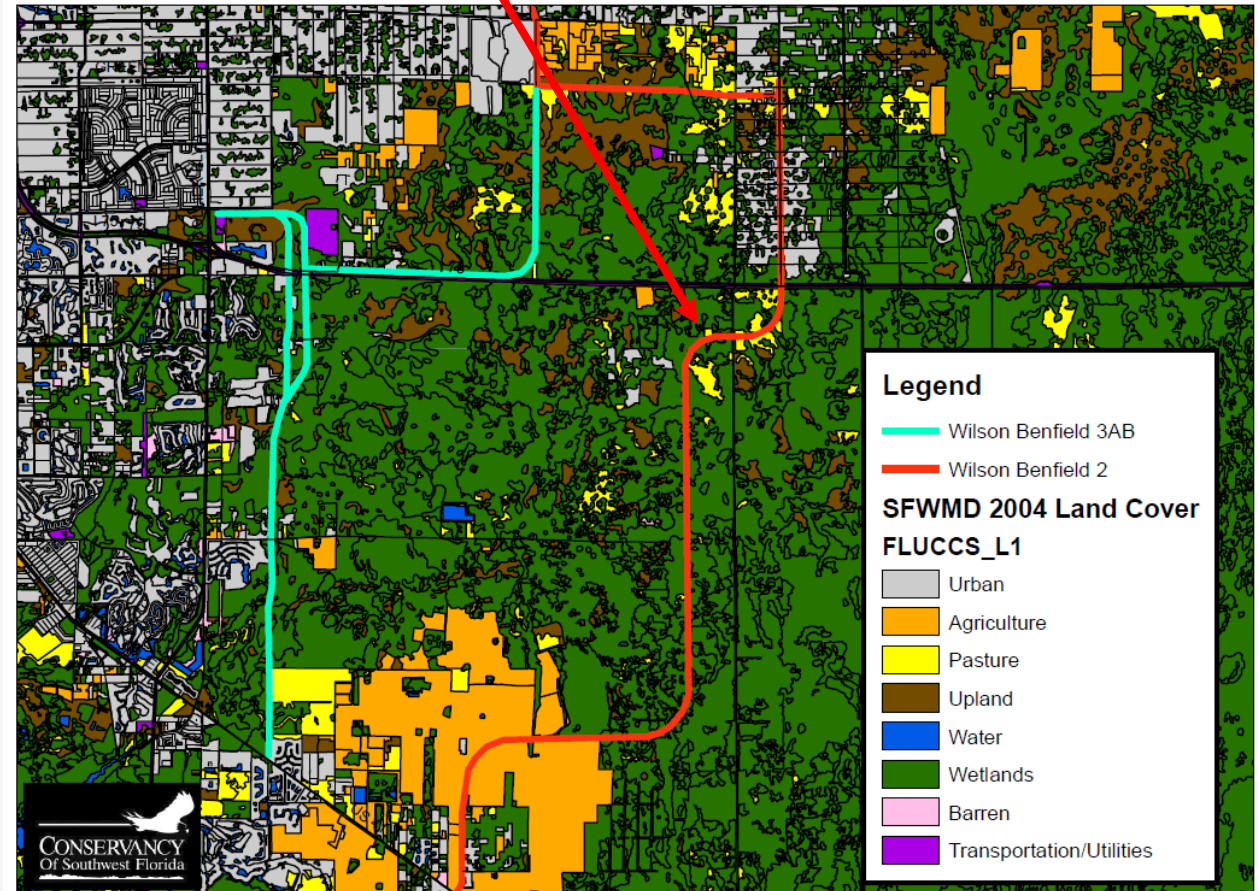 Legend
Wilson Benfield 3AB
Wilson Benfield 2
SFWMD 2004 Land Cover
FLUCCS_L1
Urban
Agriculture
Pasture
Upland
Water
Wetlands
Barren
Transportation/Utilities
CONSERVANCY
Of Southwest Florida